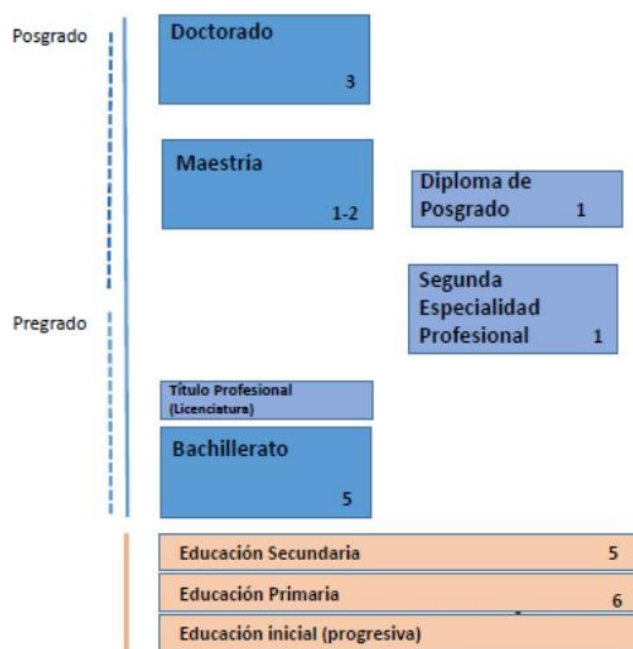 Posgrado
Doctorado
3
Maestría
1-2
Diploma de
Posgrado 1
Segunda
Especialidad
Profesional 1
Pregrado
Título Profesional
(Licenciatura)
Bachillerato
5
Educación Secundaria 5
Educación Primaria 6
Educación inicial (progresiva)